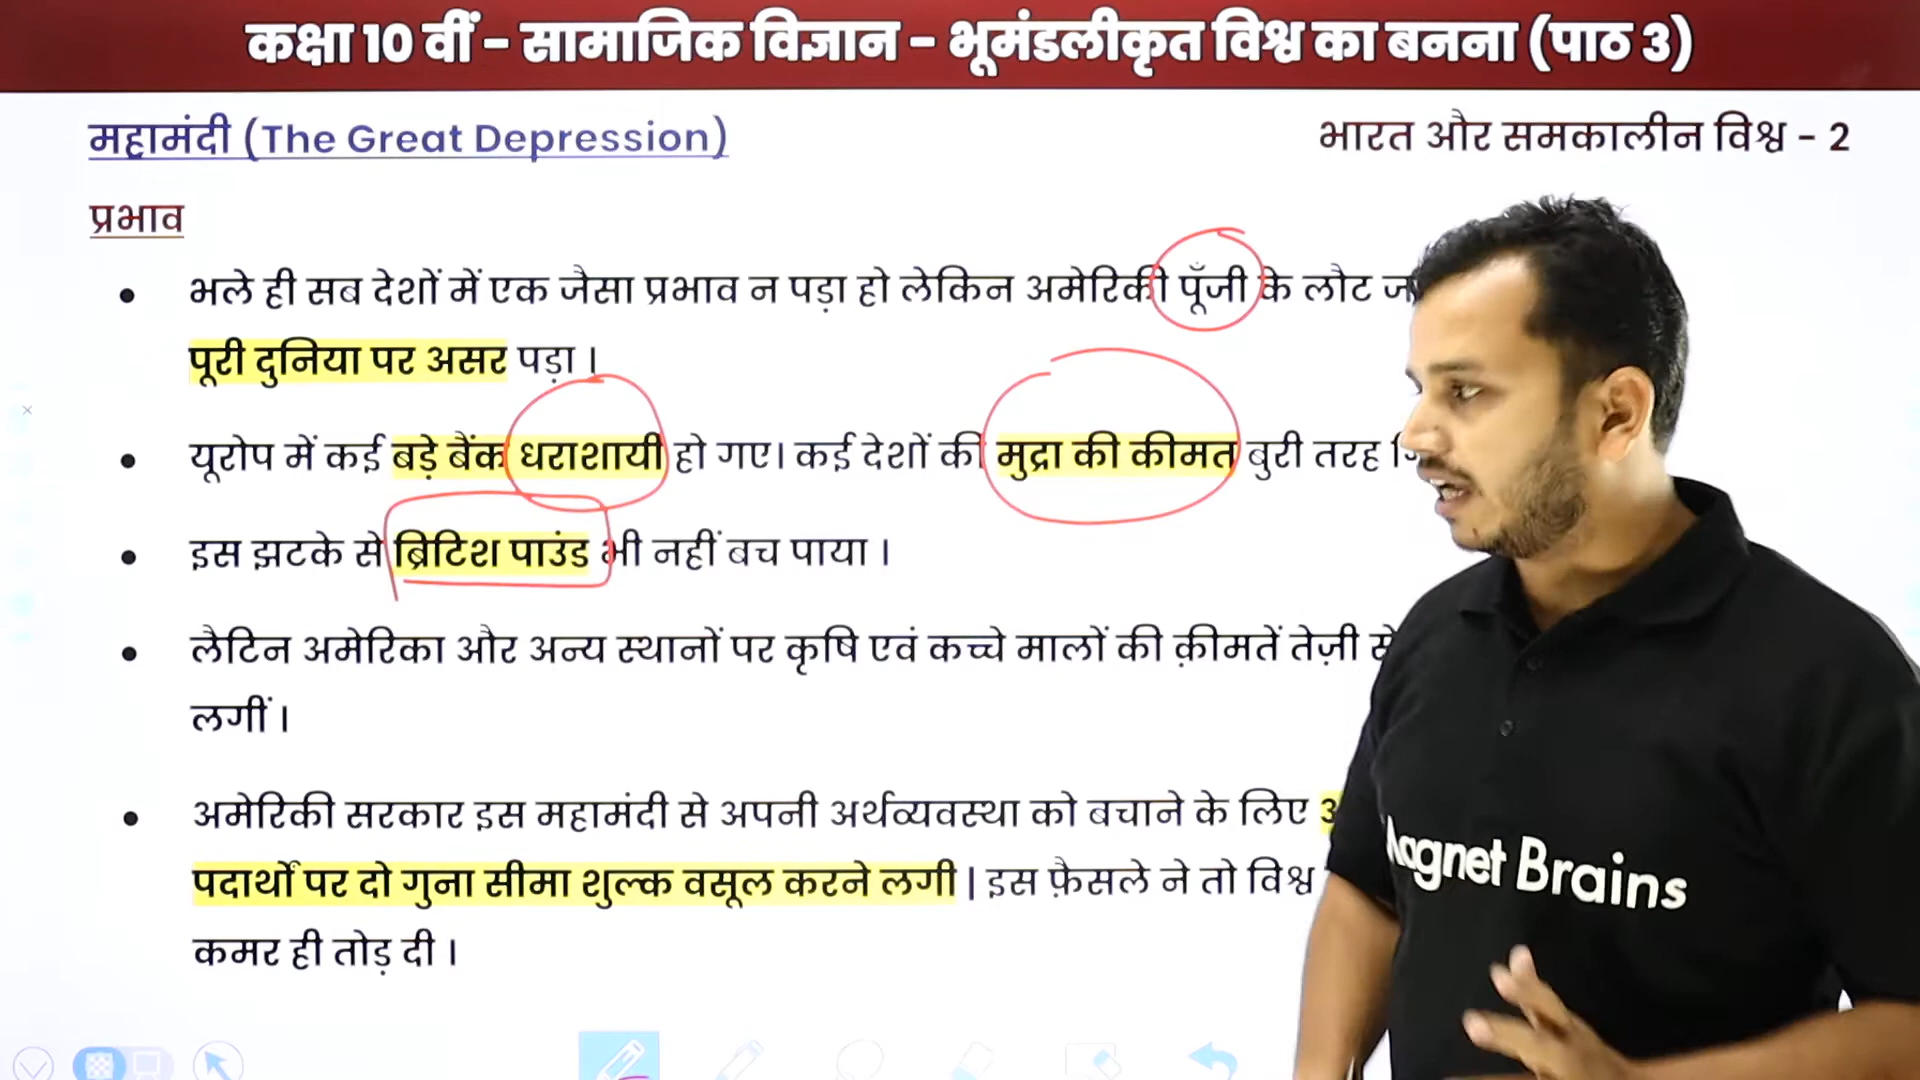 कक्षा 10 वीं - सामाजिक विज्ञान - भूमंडलीकृत विश्व का बनना (पाठ 3)
महामंदी (The Great Depression)
भारत और समकालीन विश्व - 2
प्रभाव
भले ही सब देशों में एक जैसा प्रभाव न पड़ा हो लेकिन अमेरिकी पूँजी के लौट
पूरी दुनिया पर असर पड़ा।
यूरोप में कई बड़े बैंक धराशायी हो गए। कई देशों की मुद्रा की कीमत बुरी तरह
इस झटके से ब्रिटिश पाउंड भी नहीं बच पाया।
लैटिन अमेरिका और अन्य स्थानों पर कृषि एवं कच्चे मालों की क़ीमतें तेज़ी से
लगीं।
अमेरिकी सरकार इस महामंदी से अपनी अर्थव्यवस्था को बचाने के लिए
पदार्थों पर दो गुना सीमा शुल्क वसूल करने लगी | इस फ़ैसले ने तो विश्व
कमर ही तोड़ दी।
Magnet Brains